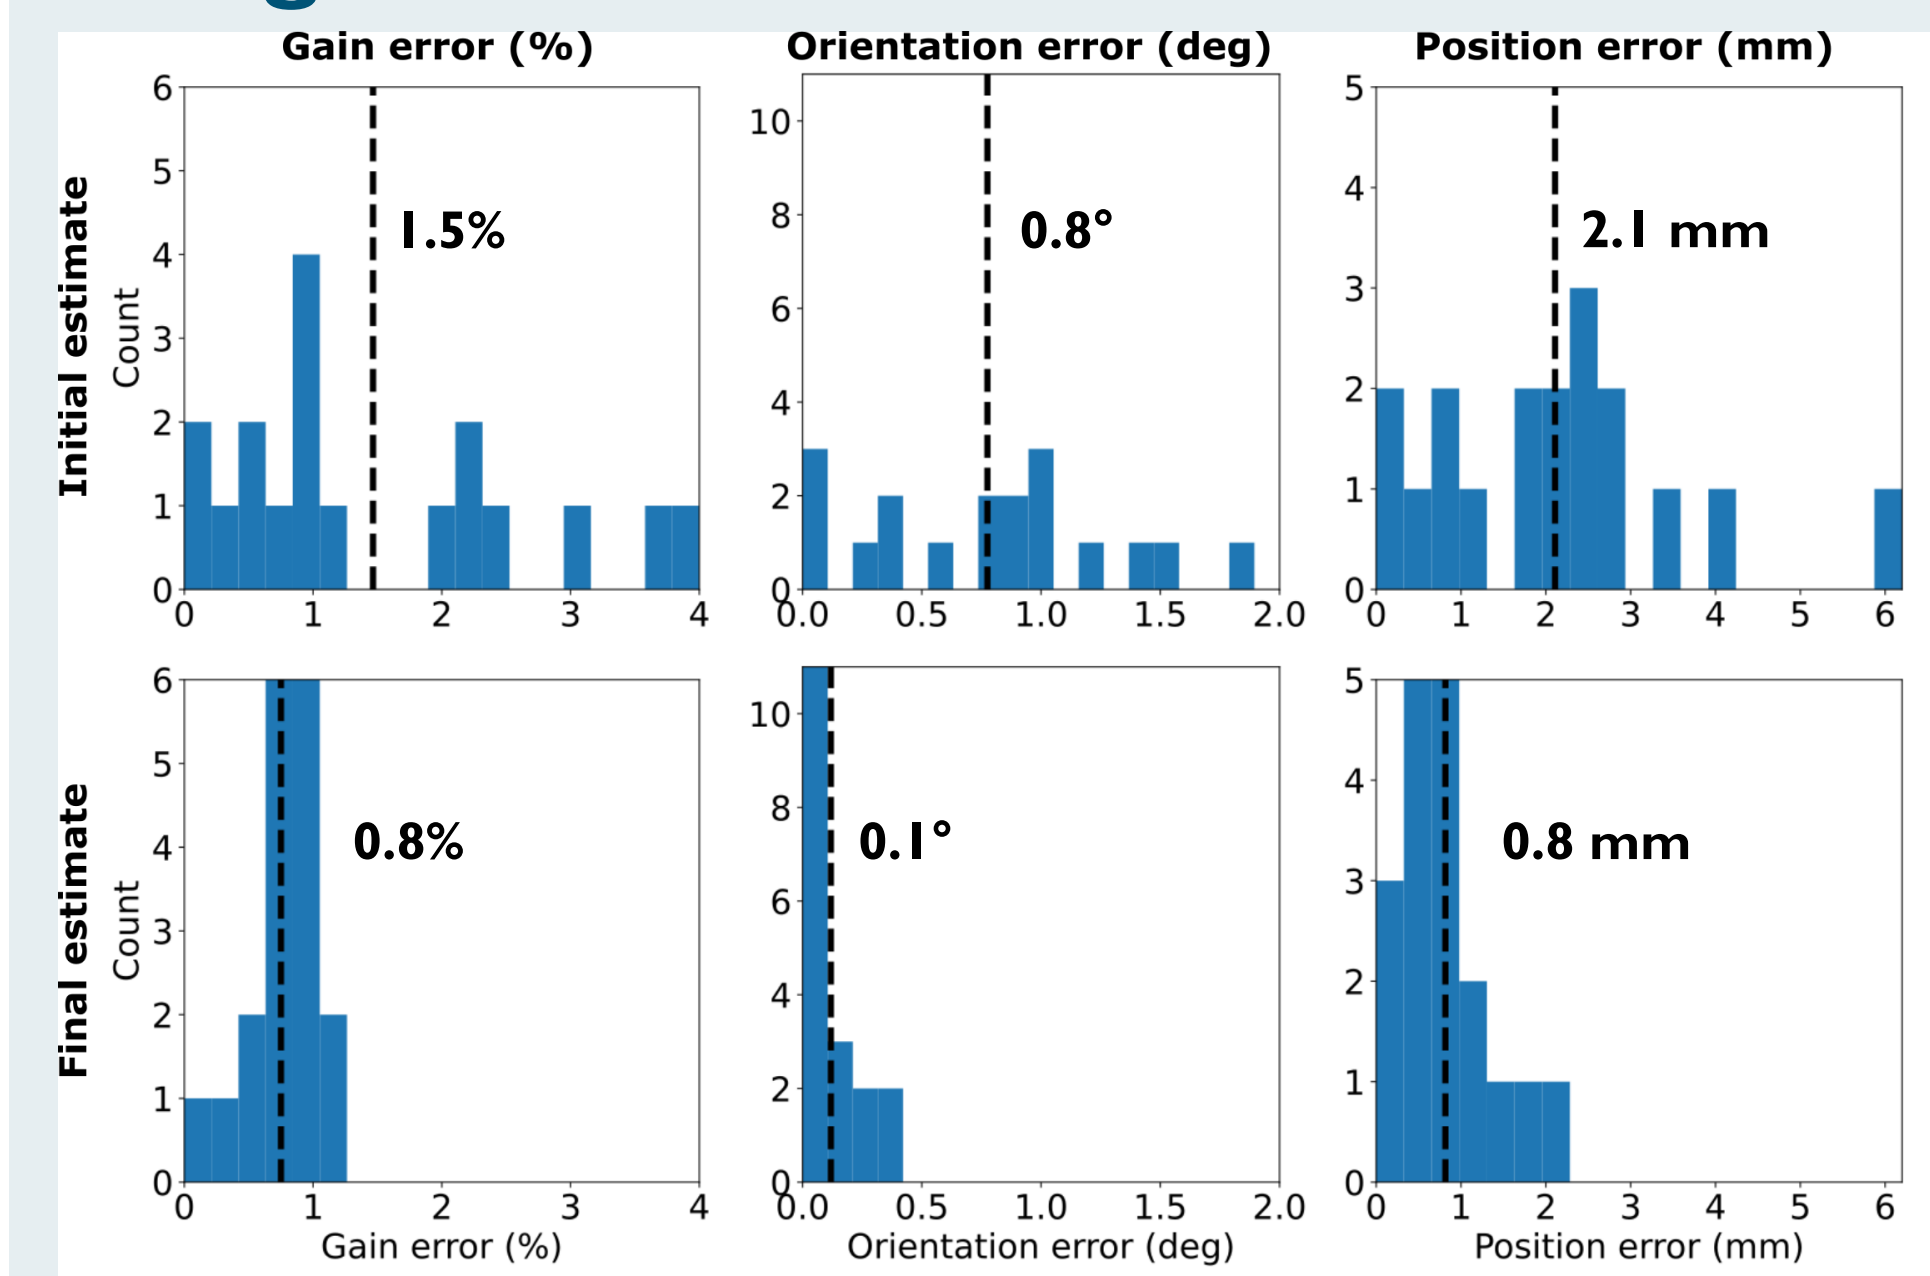 Gain error (%)
Orientation error (deg)
Position error (mm)
Initial estimate
Count
6
5
4
3
2
1
0
1.5%
0 1 2 3 4
10
8
6
4
2
0
0.8°
0.0 0.5 1.0 1.5 2.0
5
4
3
2
1
0
2.1 mm
0 1 2 3 4 5 6
Final estimate
Count
6
5
4
3
2
1
0
0.8%
0 1 2 3 4
Gain error (%)
10
8
6
4
2
0
0.1°
0.0 0.5 1.0 1.5 2.0
Orientation error (deg)
5
4
3
2
1
0
0.8 mm
0 1 2 3 4 5 6
Position error (mm)